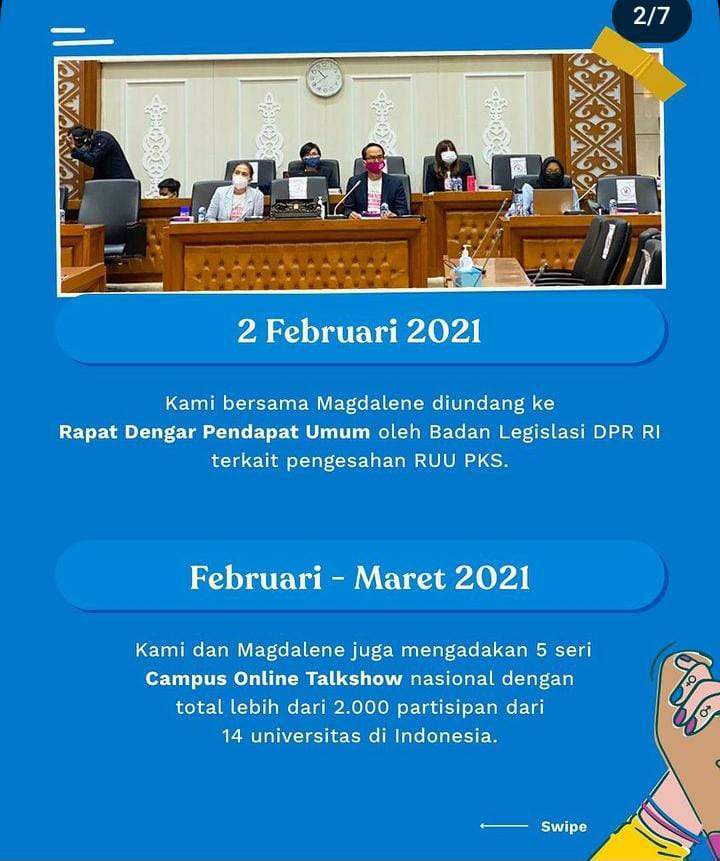 2/7
2 Februari 2021
Kami bersama Magdalene diundang ke
Rapat Dengar Pendapat Umum oleh Badan Legislasi DPR RI
terkait pengesahan RUU PKS.
Februari - Maret 2021
Kami dan Magdalene juga mengadakan 5 seri
Campus Online Talkshow nasional dengan
total lebih dari 2.000 partisipan dari
14 universitas di Indonesia.
Swipe